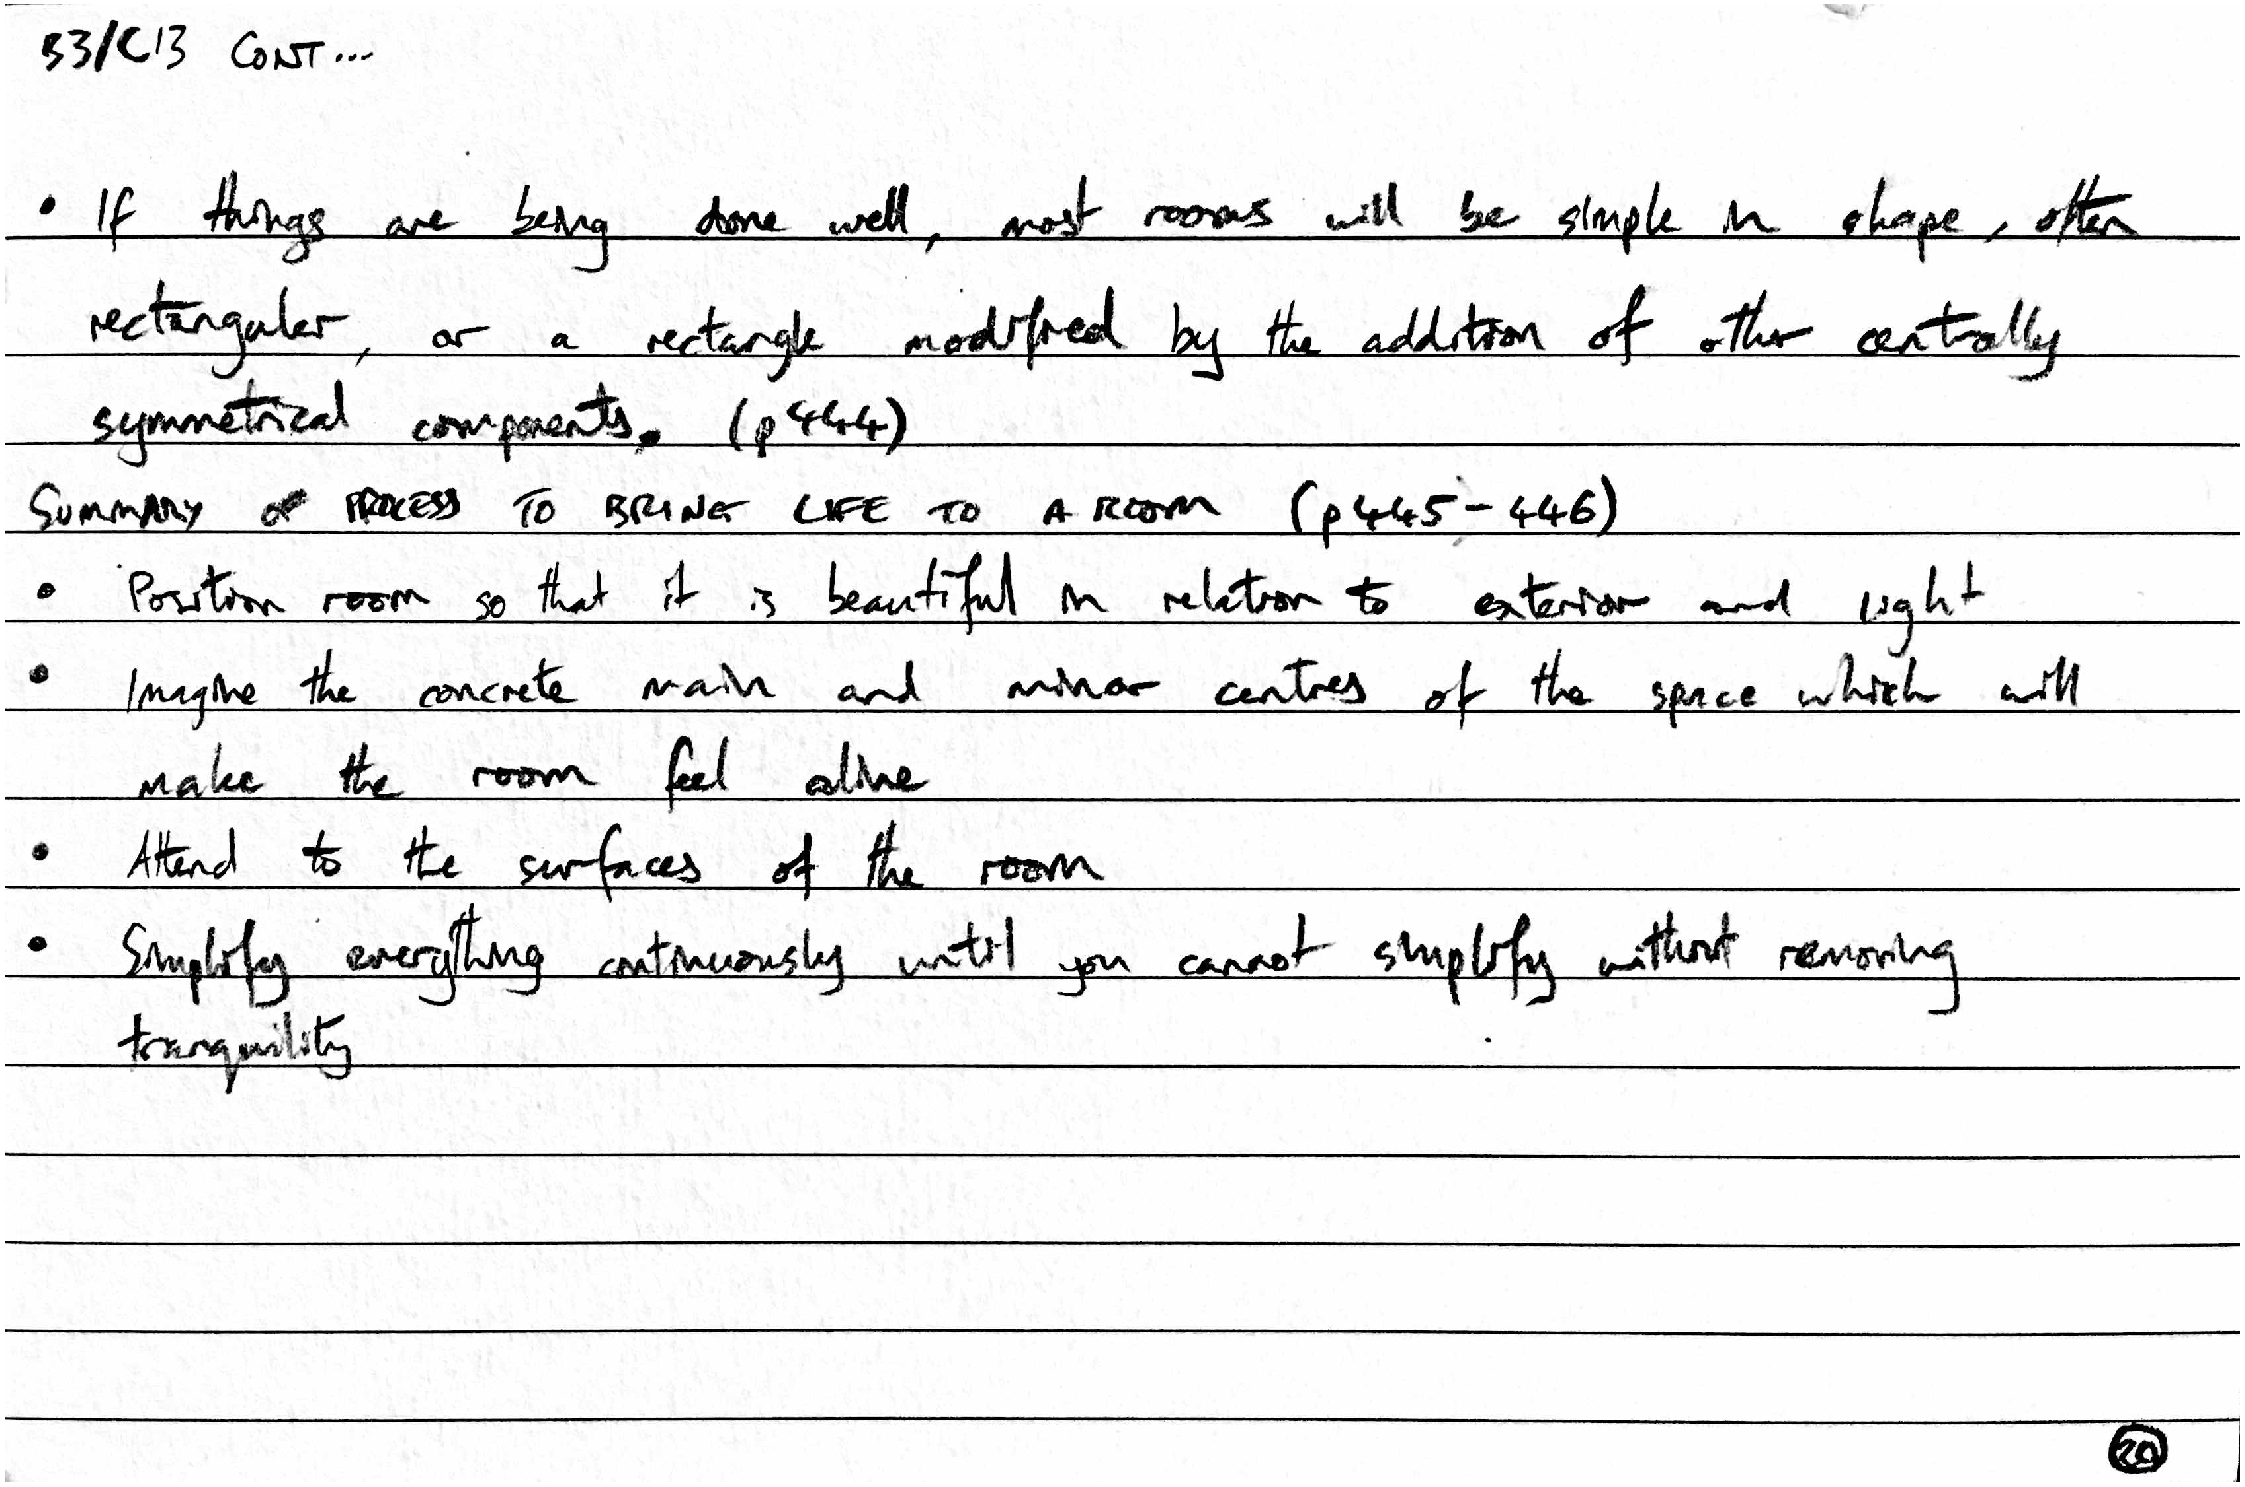 B3/C13 CONT...
• If things are being done well, most rooms will be simple in shape, often
rectangular, or a rectangle modified by the addition of other centrally
symmetrical components. (p444)
SUMMARY OF PROCESS TO BRING LIFE TO A ROOM (p445-446)
• Position room so that it is beautiful in relation to exterior and light
• Imagine the concrete main and minor centres of the space which will
make the room feel alive
• Attend to the surfaces of the room
• Simplify everything continuously until you cannot simplify without removing
tranquility
20